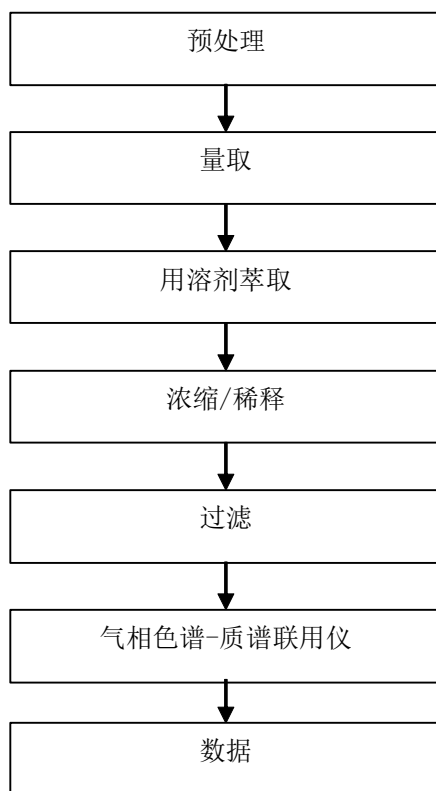 预处理
量取
用溶剂萃取
浓缩/稀释
过滤
气相色谱-质谱联用仪
数据